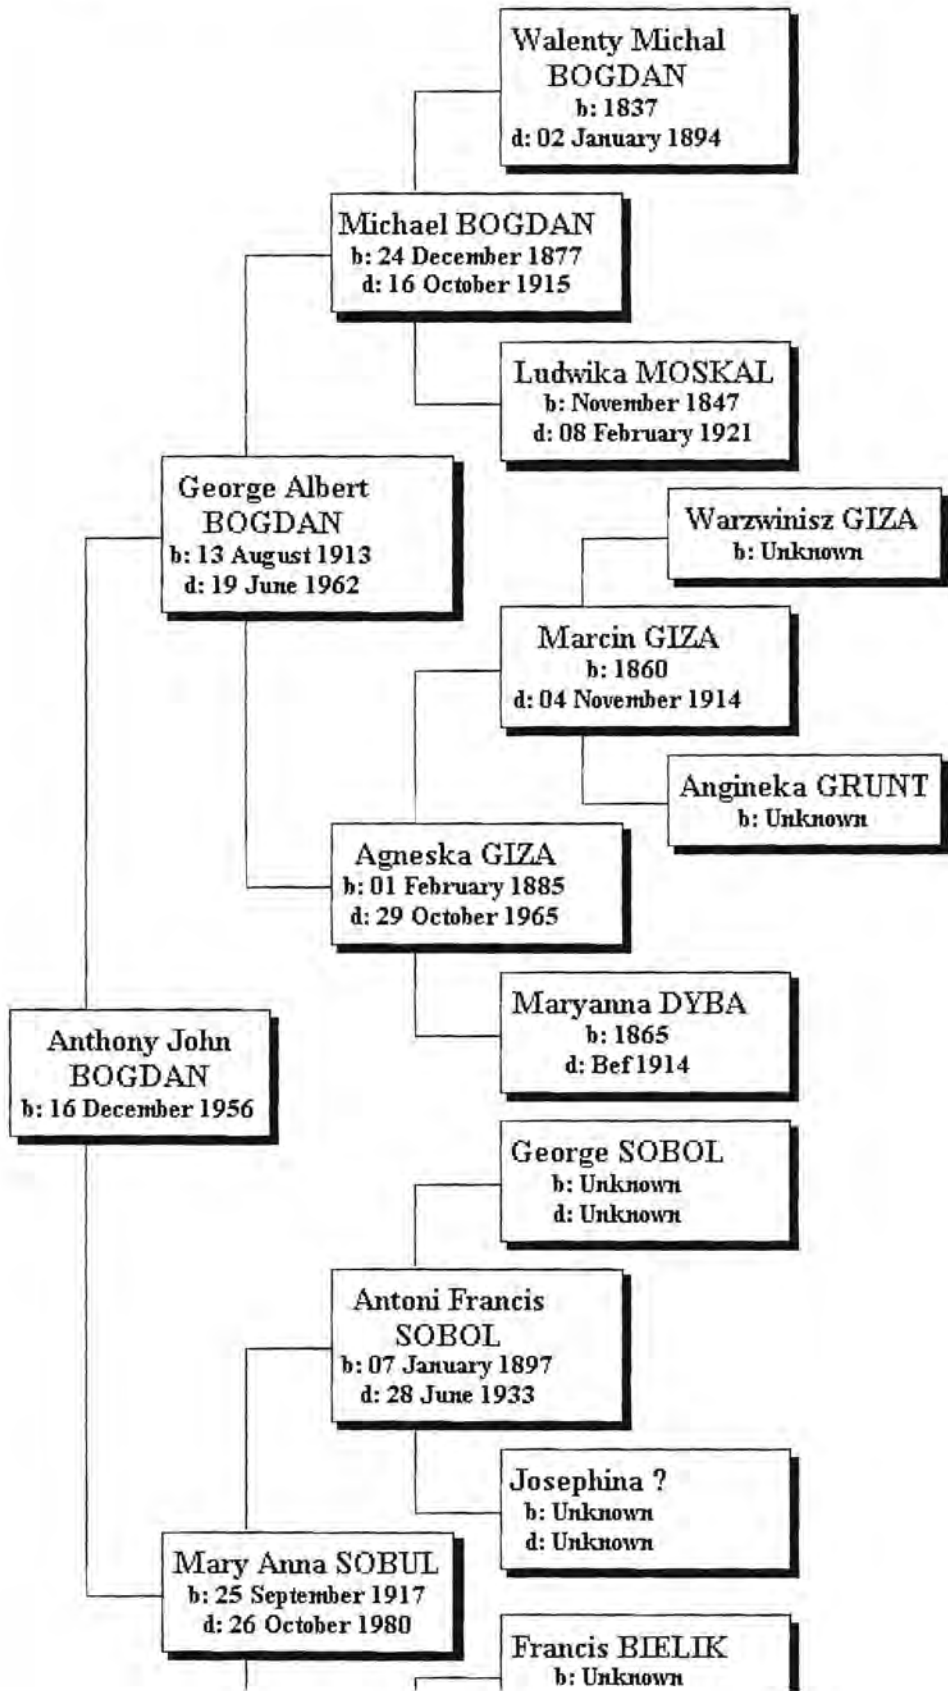 Walenty Michal
BOGDAN
b: 1837
d: 02 January 1894
Michael BOGDAN
b: 24 December 1877
d: 16 October 1915
Ludwika MOSKAL
b: November 1847
d: 08 February 1921
George Albert
BOGDAN
b: 13 August 1913
d: 19 June 1962
Warzwinisz GIZA
b: Unknown
Marcin GIZA
b: 1860
d: 04 November 1914
Angineka GRUNT
b: Unknown
Agneska GIZA
b: 01 February 1885
d: 29 October 1965
Maryanna DYBA
b: 1865
d: Bef 1914
Anthony John
BOGDAN
b: 16 December 1956
George SOBOL
b: Unknown
d: Unknown
Antoni Francis
SOBOL
b: 07 January 1897
d: 28 June 1933
Josephina ?
b: Unknown
d: Unknown
Mary Anna SOBUL
b: 25 September 1917
d: 26 October 1980
Francis BIELIK
b: Unknown